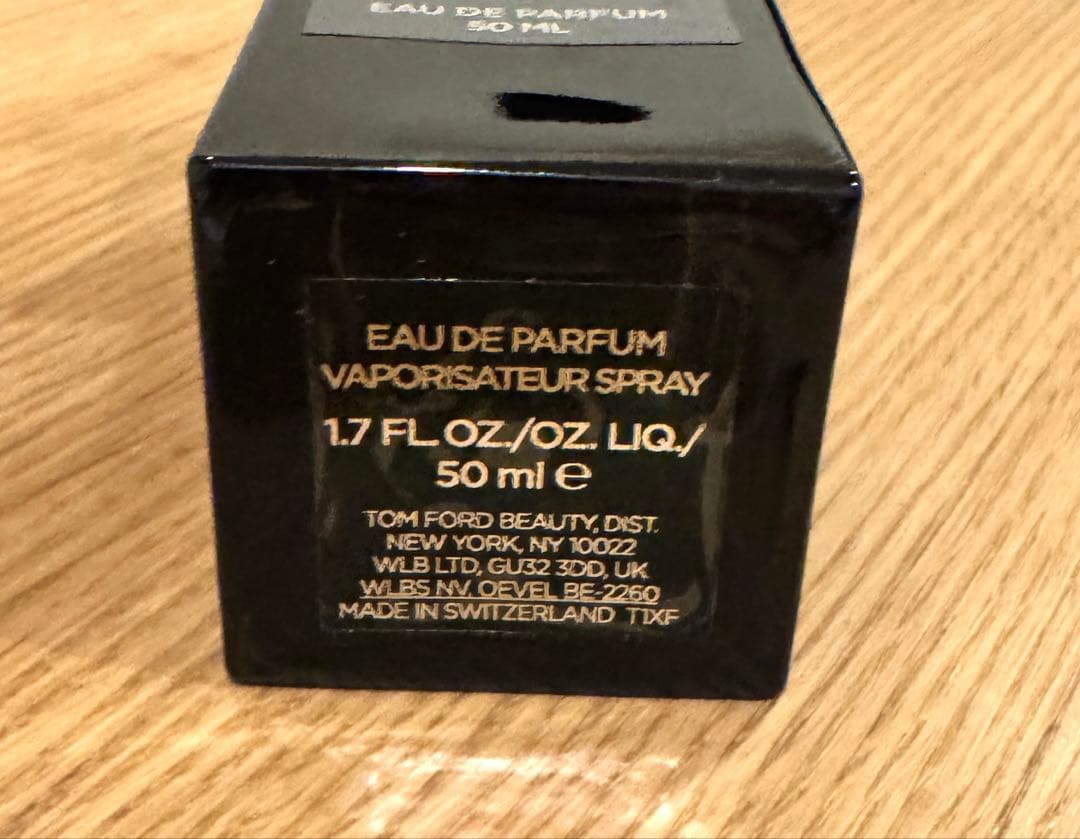 EAU DE PARFUM
50 ML
EAU DE PARFUM
VAPORISATEUR SPRAY
1.7 FL.OZ./OZ. LIQ./
50 ml ℮
TOM FORD BEAUTY, DIST.
NEW YORK, NY 10022
WLB LTD, GU32 3DD, UK
WLBS NV. OEVEL BE-2260
MADE IN SWITZERLAND T1XF